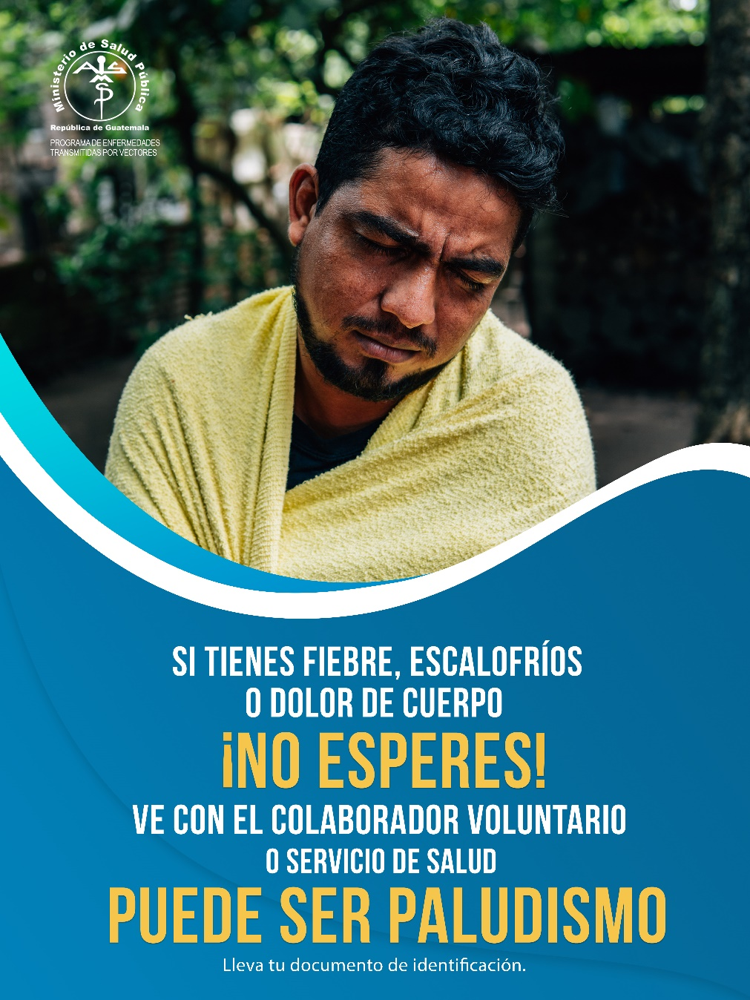 Ministerio de Salud Pública
República de Guatemala
PROGRAMA DE ENFERMEDADES
TRANSMITIDAS POR VECTORES
SI TIENES FIEBRE, ESCALOFRÍOS
O DOLOR DE CUERPO
¡NO ESPERES!
VE CON EL COLABORADOR VOLUNTARIO
O SERVICIO DE SALUD
PUEDE SER PALUDISMO
Lleva tu documento de identificación.